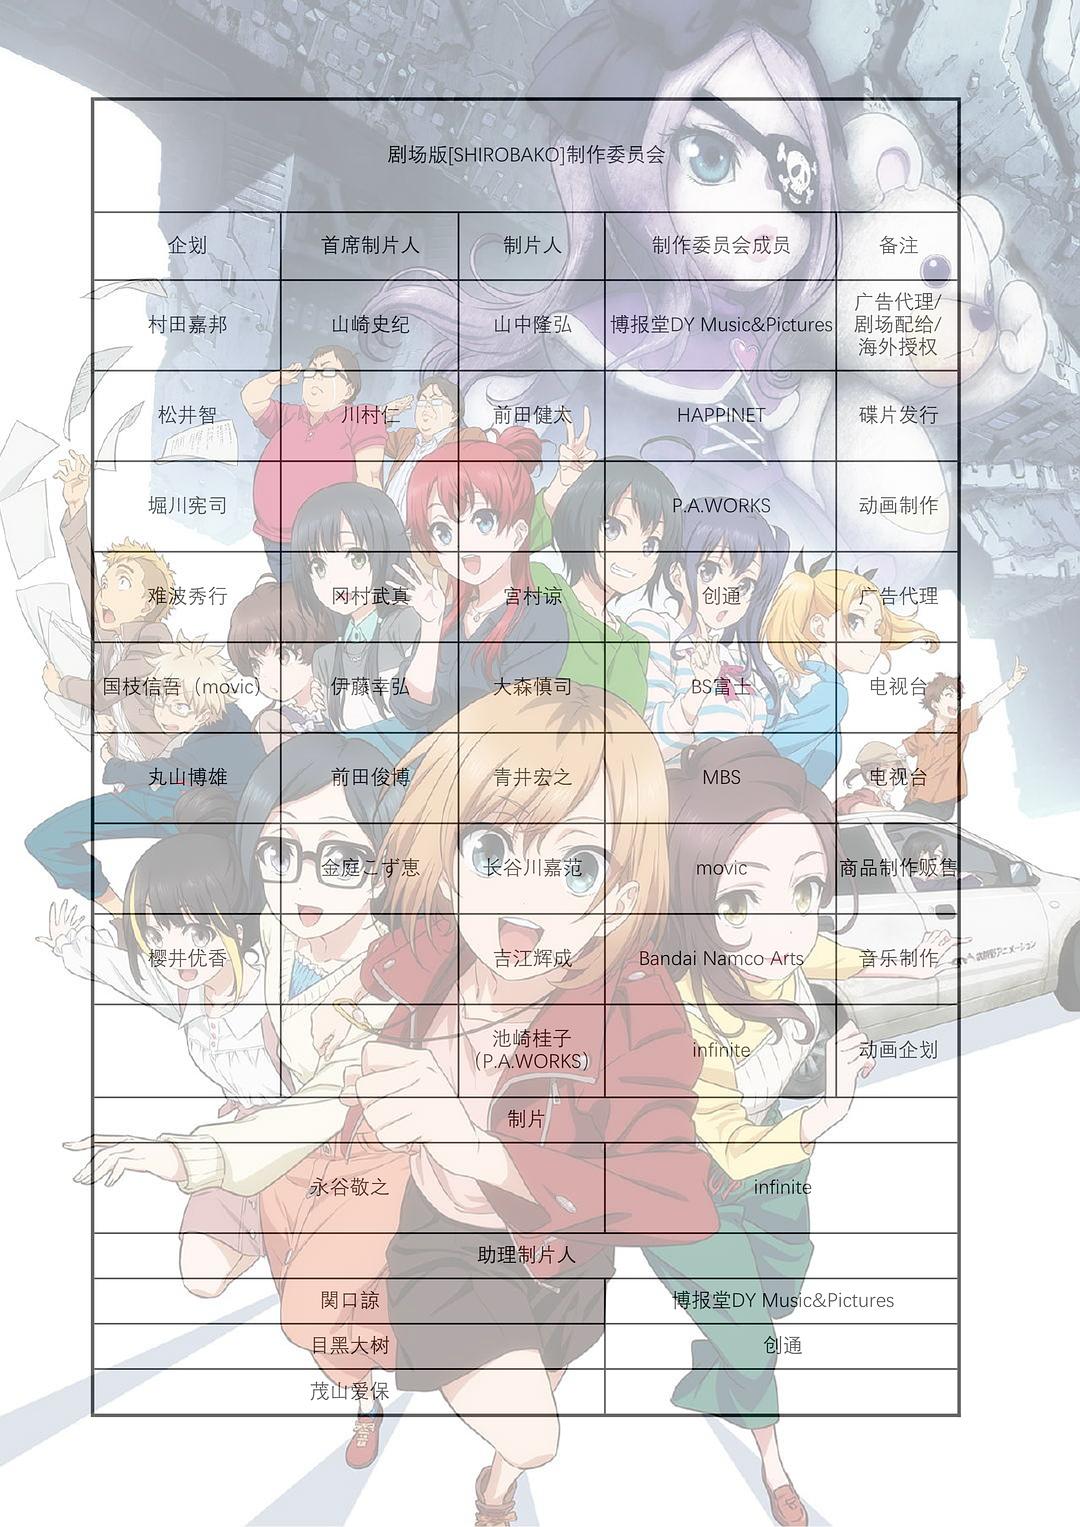 剧场版[SHIROBAKO]制作委员会
企划 首席制片人 制片人 制作委员会成员 备注
村田嘉邦 山崎史纪 山中隆弘 博报堂DY Music&Pictures 广告代理/
剧场配给/
海外授权
松井智 川村仁 前田健太 HAPPINET 碟片发行
堀川宪司 P.A.WORKS 动画制作
难波秀行 冈村武真 宫村谅 创通 广告代理
国枝信吾（movic） 伊藤幸弘 大森慎司 BS富士 电视台
丸山博雄 前田俊博 青井宏之 MBS 电视台
金庭こず恵 长谷川嘉范 movic 商品制作贩售
樱井优香 吉江辉成 Bandai Namco Arts 音乐制作
池崎桂子
（P.A.WORKS） infinite 动画企划
制片
永谷敬之 infinite
助理制片人
関口諒 博报堂DY Music&Pictures
目黑大树 创通
茂山爱保